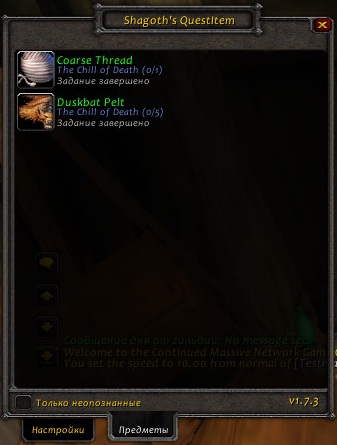 Shagoth's QuestItem
Coarse Thread
The Chill of Death (0/1)
Задание завершено
Duskbat Pelt
The Chill of Death (0/5)
Задание завершено
Сообщение дня от гильдии: No message set.
Welcome to the Continued Massive Network Gam
You set the speed to 10.00 from normal of [Testr
Только неопознанные
v1.7.3
Настройки
Предметы